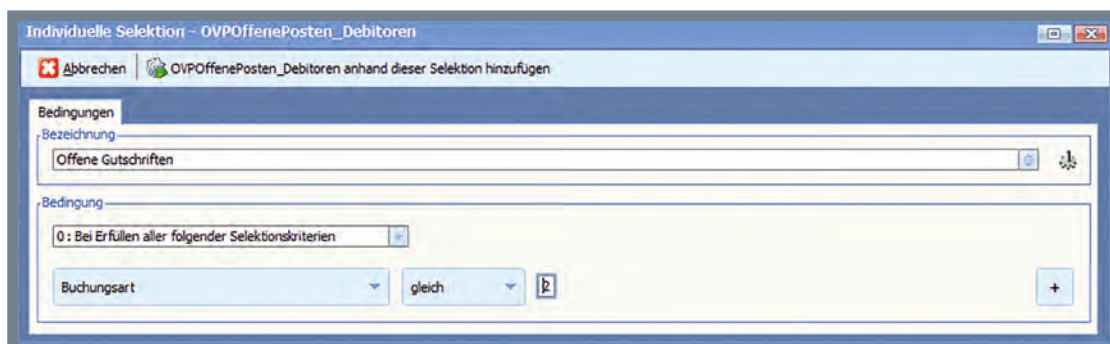 Individuelle Selektion - OVPOffenePosten_Debitoren
Abbrechen OVPOffenePosten_Debitoren anhand dieser Selektion hinzufügen
Bedingungen
Bezeichnung
Offene Gutschriften
Bedingung
0 : Bei Erfüllen aller folgender Selektionskriterien
Buchungsart gleich 2 +